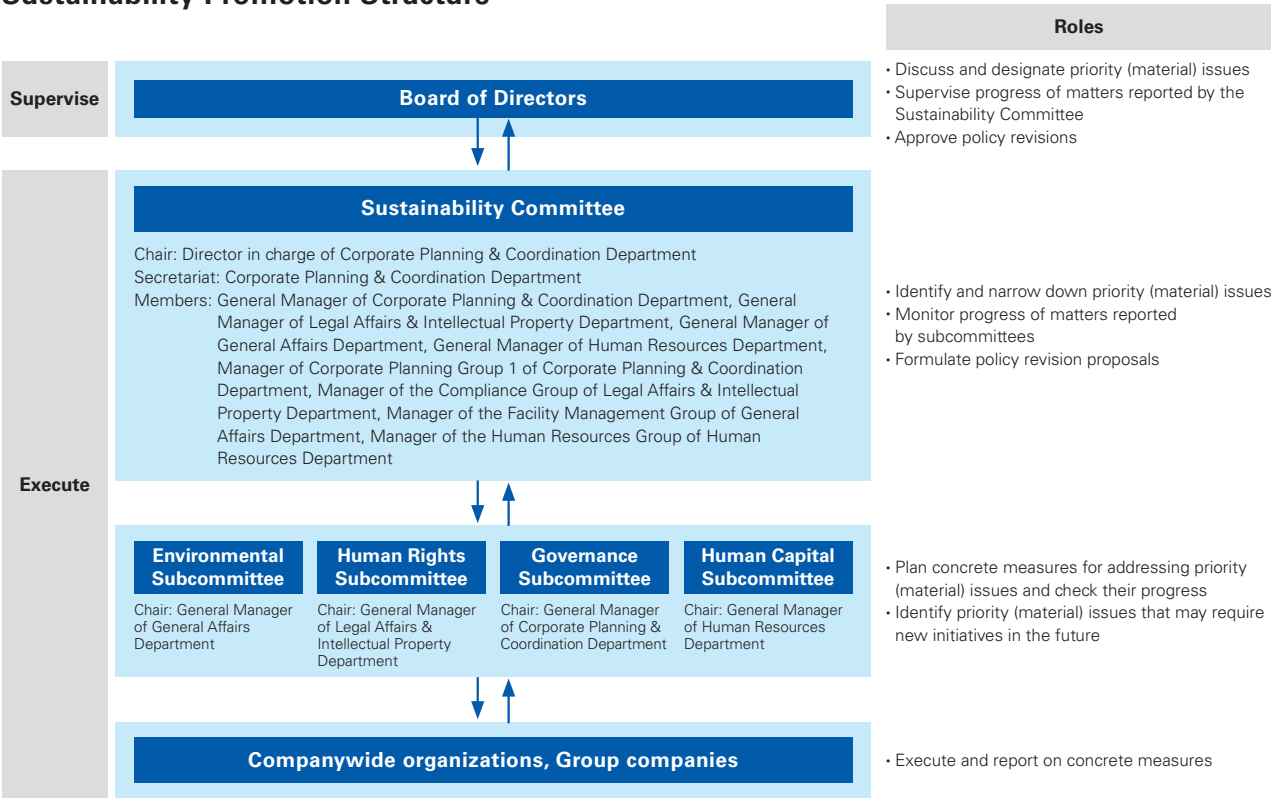 Sustainability Promotion Structure
Roles
Supervise
Board of Directors
• Discuss and designate priority (material) issues
• Supervise progress of matters reported by the
Sustainability Committee
• Approve policy revisions
Execute
Sustainability Committee
Chair: Director in charge of Corporate Planning & Coordination Department
Secretariat: Corporate Planning & Coordination Department
Members: General Manager of Corporate Planning & Coordination Department, General
Manager of Legal Affairs & Intellectual Property Department, General Manager of
General Affairs Department, General Manager of Human Resources Department,
Manager of Corporate Planning Group 1 of Corporate Planning & Coordination
Department, Manager of the Compliance Group of Legal Affairs & Intellectual
Property Department, Manager of the Facility Management Group of General
Affairs Department, Manager of the Human Resources Group of Human
Resources Department
• Identify and narrow down priority (material) issues
• Monitor progress of matters reported
by subcommittees
• Formulate policy revision proposals
Environmental
Subcommittee
Chair: General Manager
of General Affairs
Department
Human Rights
Subcommittee
Chair: General Manager
of Legal Affairs &
Intellectual Property
Department
Governance
Subcommittee
Chair: General Manager
of Corporate Planning &
Coordination Department
Human Capital
Subcommittee
Chair: General Manager
of Human Resources
Department
• Plan concrete measures for addressing priority
(material) issues and check their progress
• Identify priority (material) issues that may require
new initiatives in the future
Companywide organizations, Group companies
• Execute and report on concrete measures